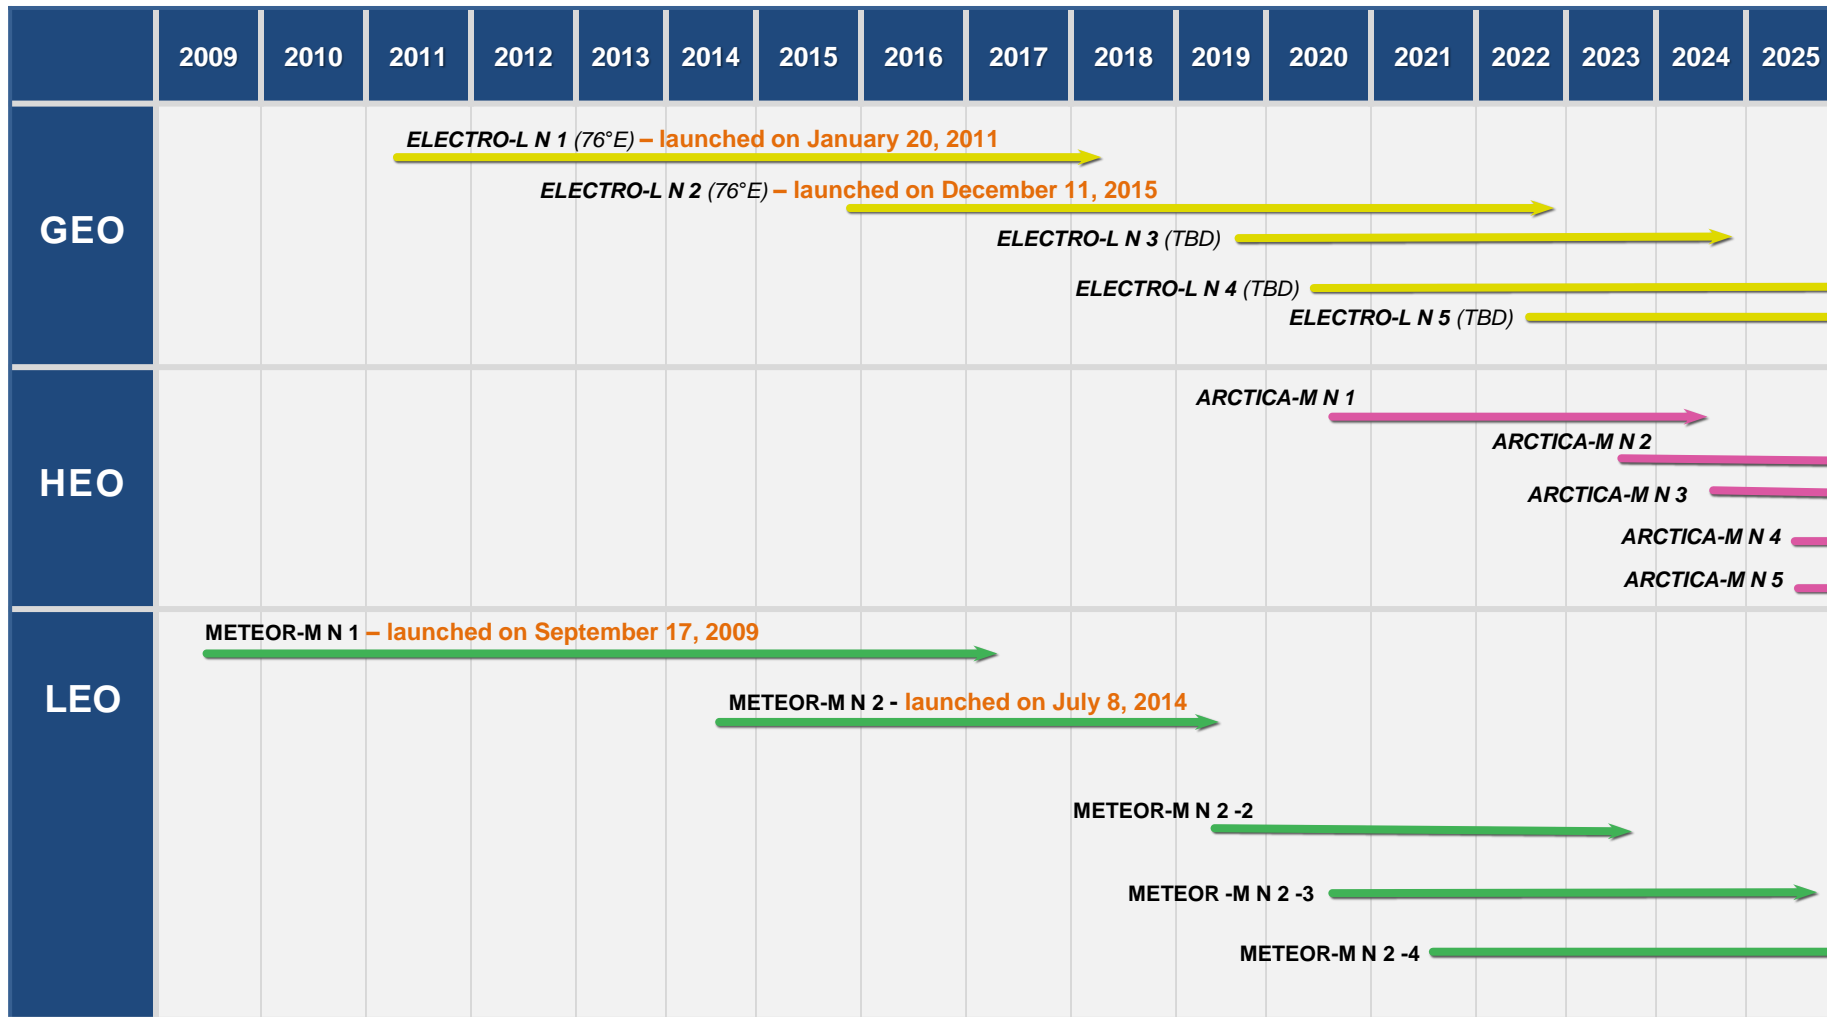 2009 2010 2011 2012 2013 2014 2015 2016 2017 2018 2019 2020 2021 2022 2023 2024 2025
GEO
ELECTRO-L N 1 (76°E) – launched on January 20, 2011
ELECTRO-L N 2 (76°E) – launched on December 11, 2015
ELECTRO-L N 3 (TBD)
ELECTRO-L N 4 (TBD)
ELECTRO-L N 5 (TBD)
HEO
ARCTICA-M N 1
ARCTICA-M N 2
ARCTICA-M N 3
ARCTICA-M N 4
ARCTICA-M N 5
LEO
METEOR-M N 1 – launched on September 17, 2009
METEOR-M N 2 - launched on July 8, 2014
METEOR-M N 2 -2
METEOR -M N 2 -3
METEOR-M N 2 -4